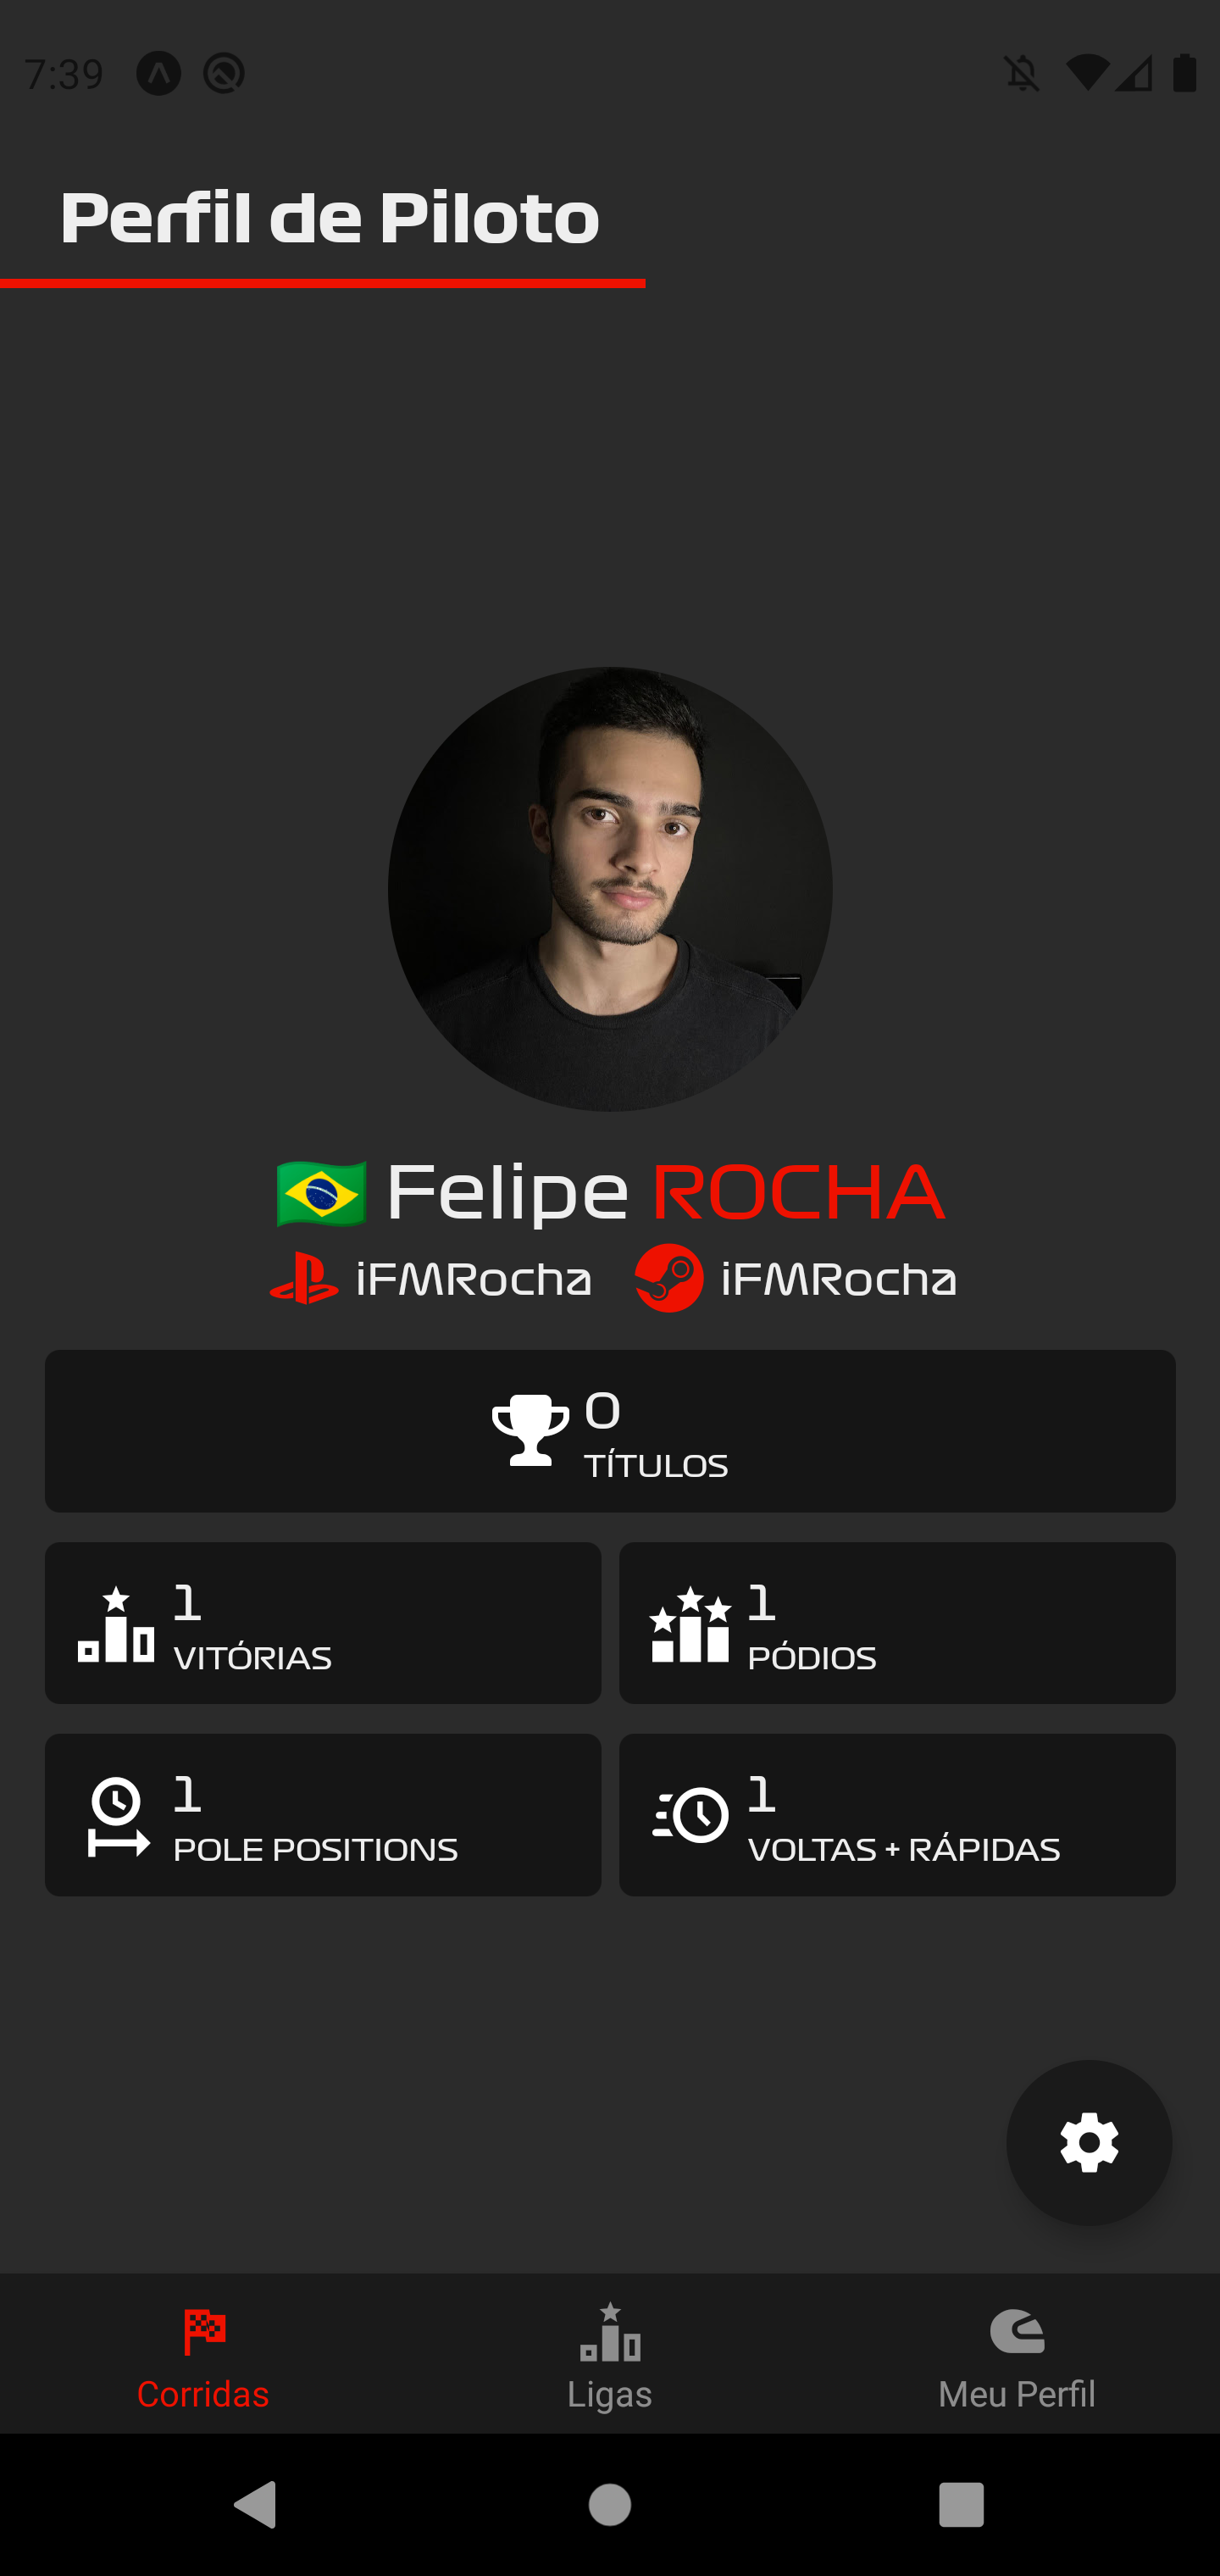 7:39
Perfil de Piloto
Felipe ROCHA
iFMRocha iFMRocha
0
TÍTULOS
1
VITÓRIAS
1
PÓDIOS
1
POLE POSITIONS
1
VOLTAS + RÁPIDAS
Corridas Ligas Meu Perfil